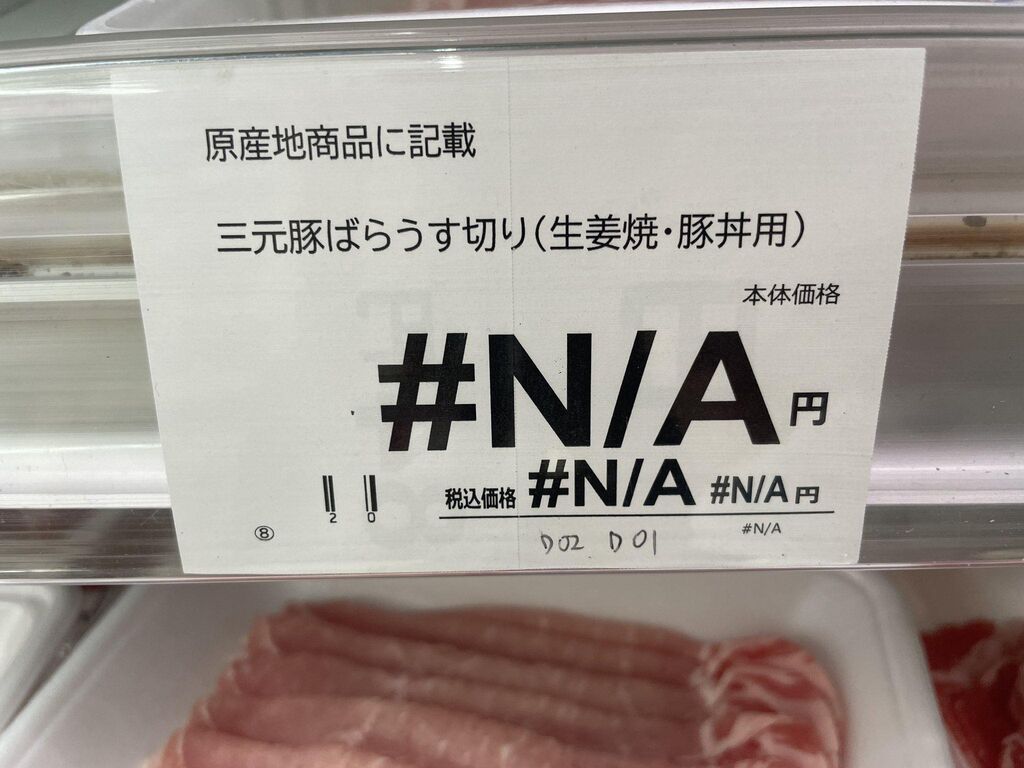 原産地商品に記載
三元豚ばらうす切り(生姜焼・豚丼用)
本体価格
#N/A円
税込価格 #N/A #N/A円
#N/A
2 0
⑧
D02 D01